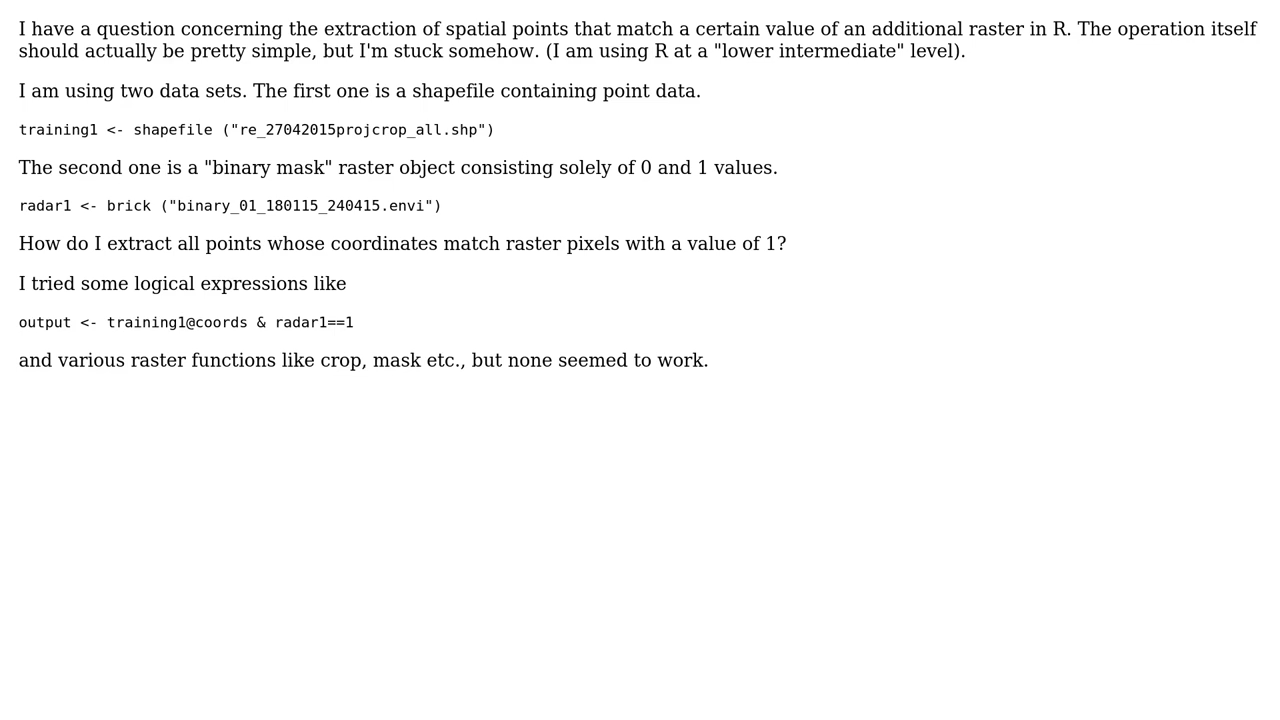 I have a question concerning the extraction of spatial points that match a certain value of an additional raster in R. The operation itself
should actually be pretty simple, but I'm stuck somehow. (I am using R at a "lower intermediate" level).
I am using two data sets. The first one is a shapefile containing point data.
training1 <- shapefile ("re_27042015projcrop_all.shp")
The second one is a "binary mask" raster object consisting solely of 0 and 1 values.
radar1 <- brick ("binary_01_180115_240415.envi")
How do I extract all points whose coordinates match raster pixels with a value of 1?
I tried some logical expressions like
output <- training1@coords & radar1==1
and various raster functions like crop, mask etc., but none seemed to work.